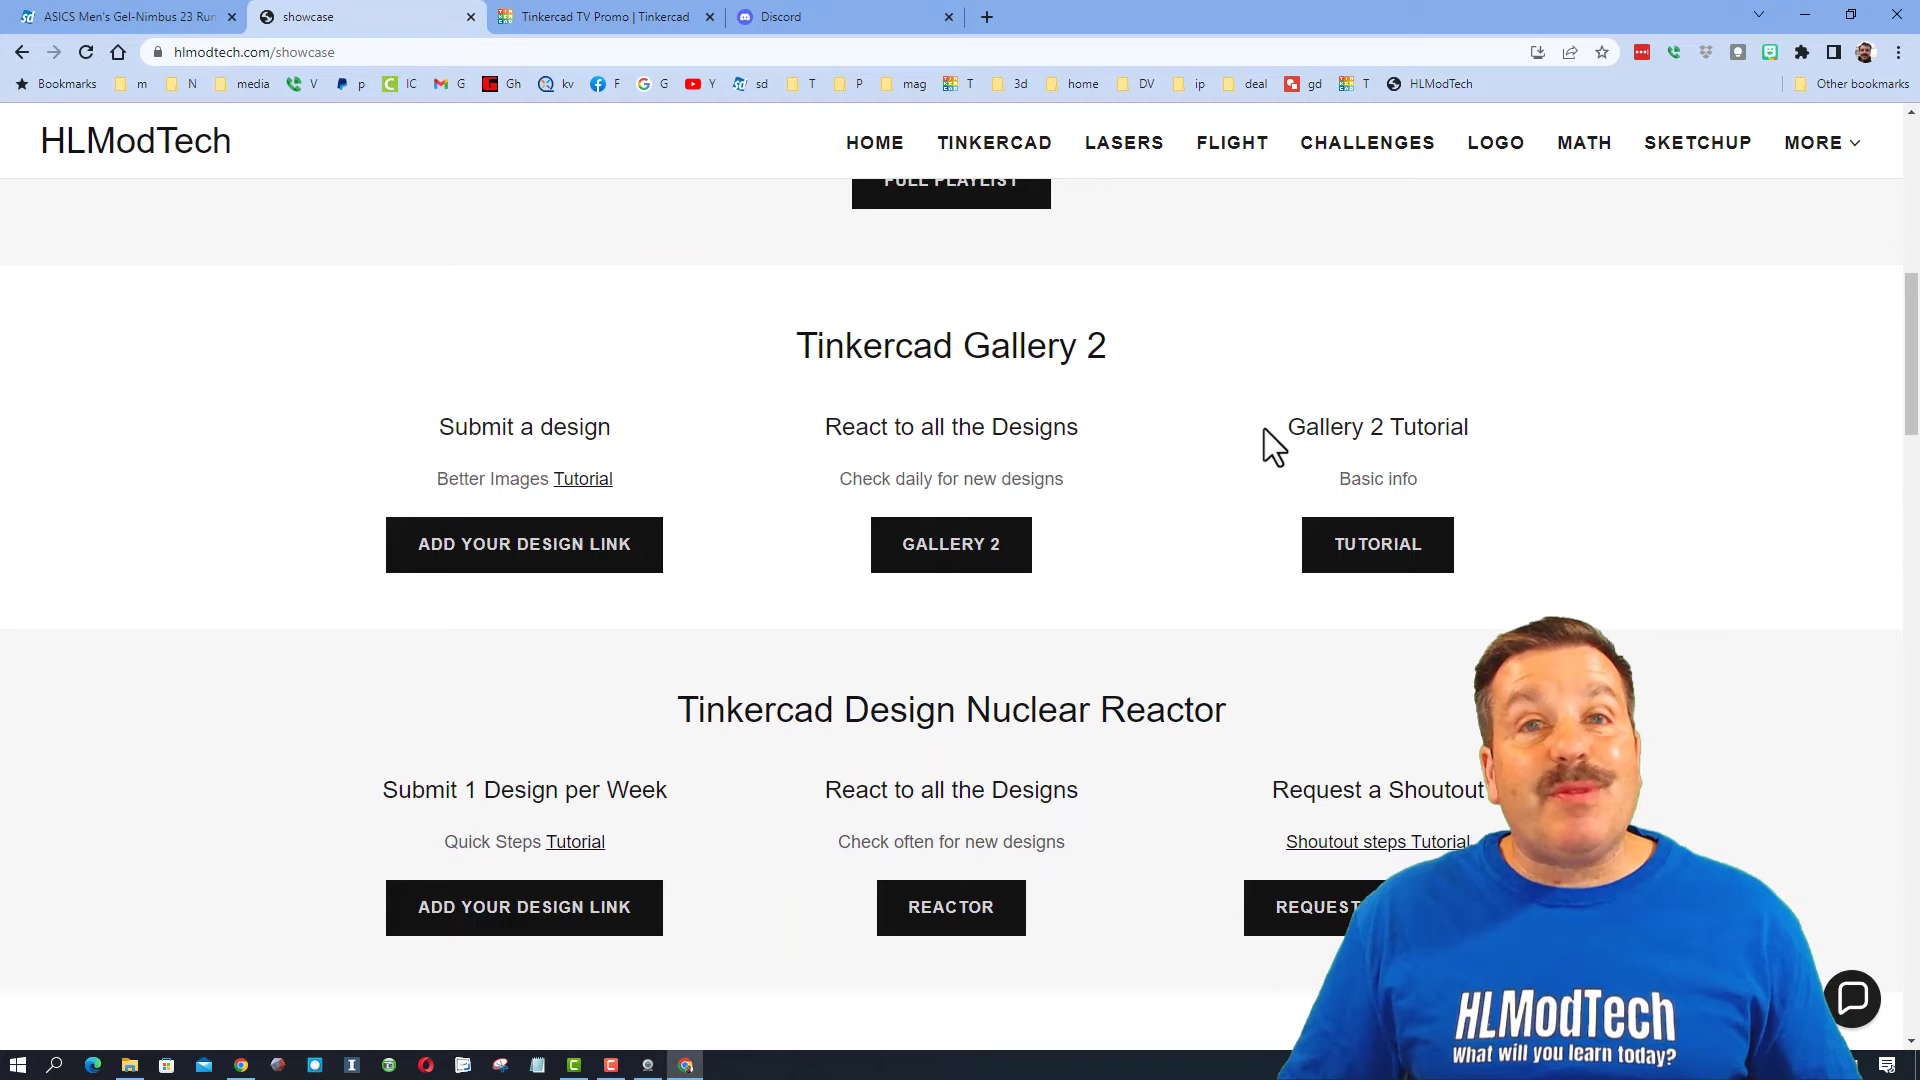 ASICS Men's Gel-Nimbus 23 Run
showcase
Tinkercad TV Promo | Tinkercad
Discord
hlmodtech.com/showcase
Bookmarks m N media V p IC G Gh kv F G Y sd T P mag T 3d home DV ip deal gd T HLModTech Other bookmarks
HLModTech
HOME TINKERCAD LASERS FLIGHT CHALLENGES LOGO MATH SKETCHUP MORE
FULL PLAYLIST
Tinkercad Gallery 2
Submit a design React to all the Designs Gallery 2 Tutorial
Better Images Tutorial Check daily for new designs Basic info
ADD YOUR DESIGN LINK GALLERY 2 TUTORIAL
Tinkercad Design Nuclear Reactor
Submit 1 Design per Week React to all the Designs Request a Shoutout
Quick Steps Tutorial Check often for new designs Shoutout steps Tutorial
ADD YOUR DESIGN LINK REACTOR REQUEST
HLModTech
What will you learn today?